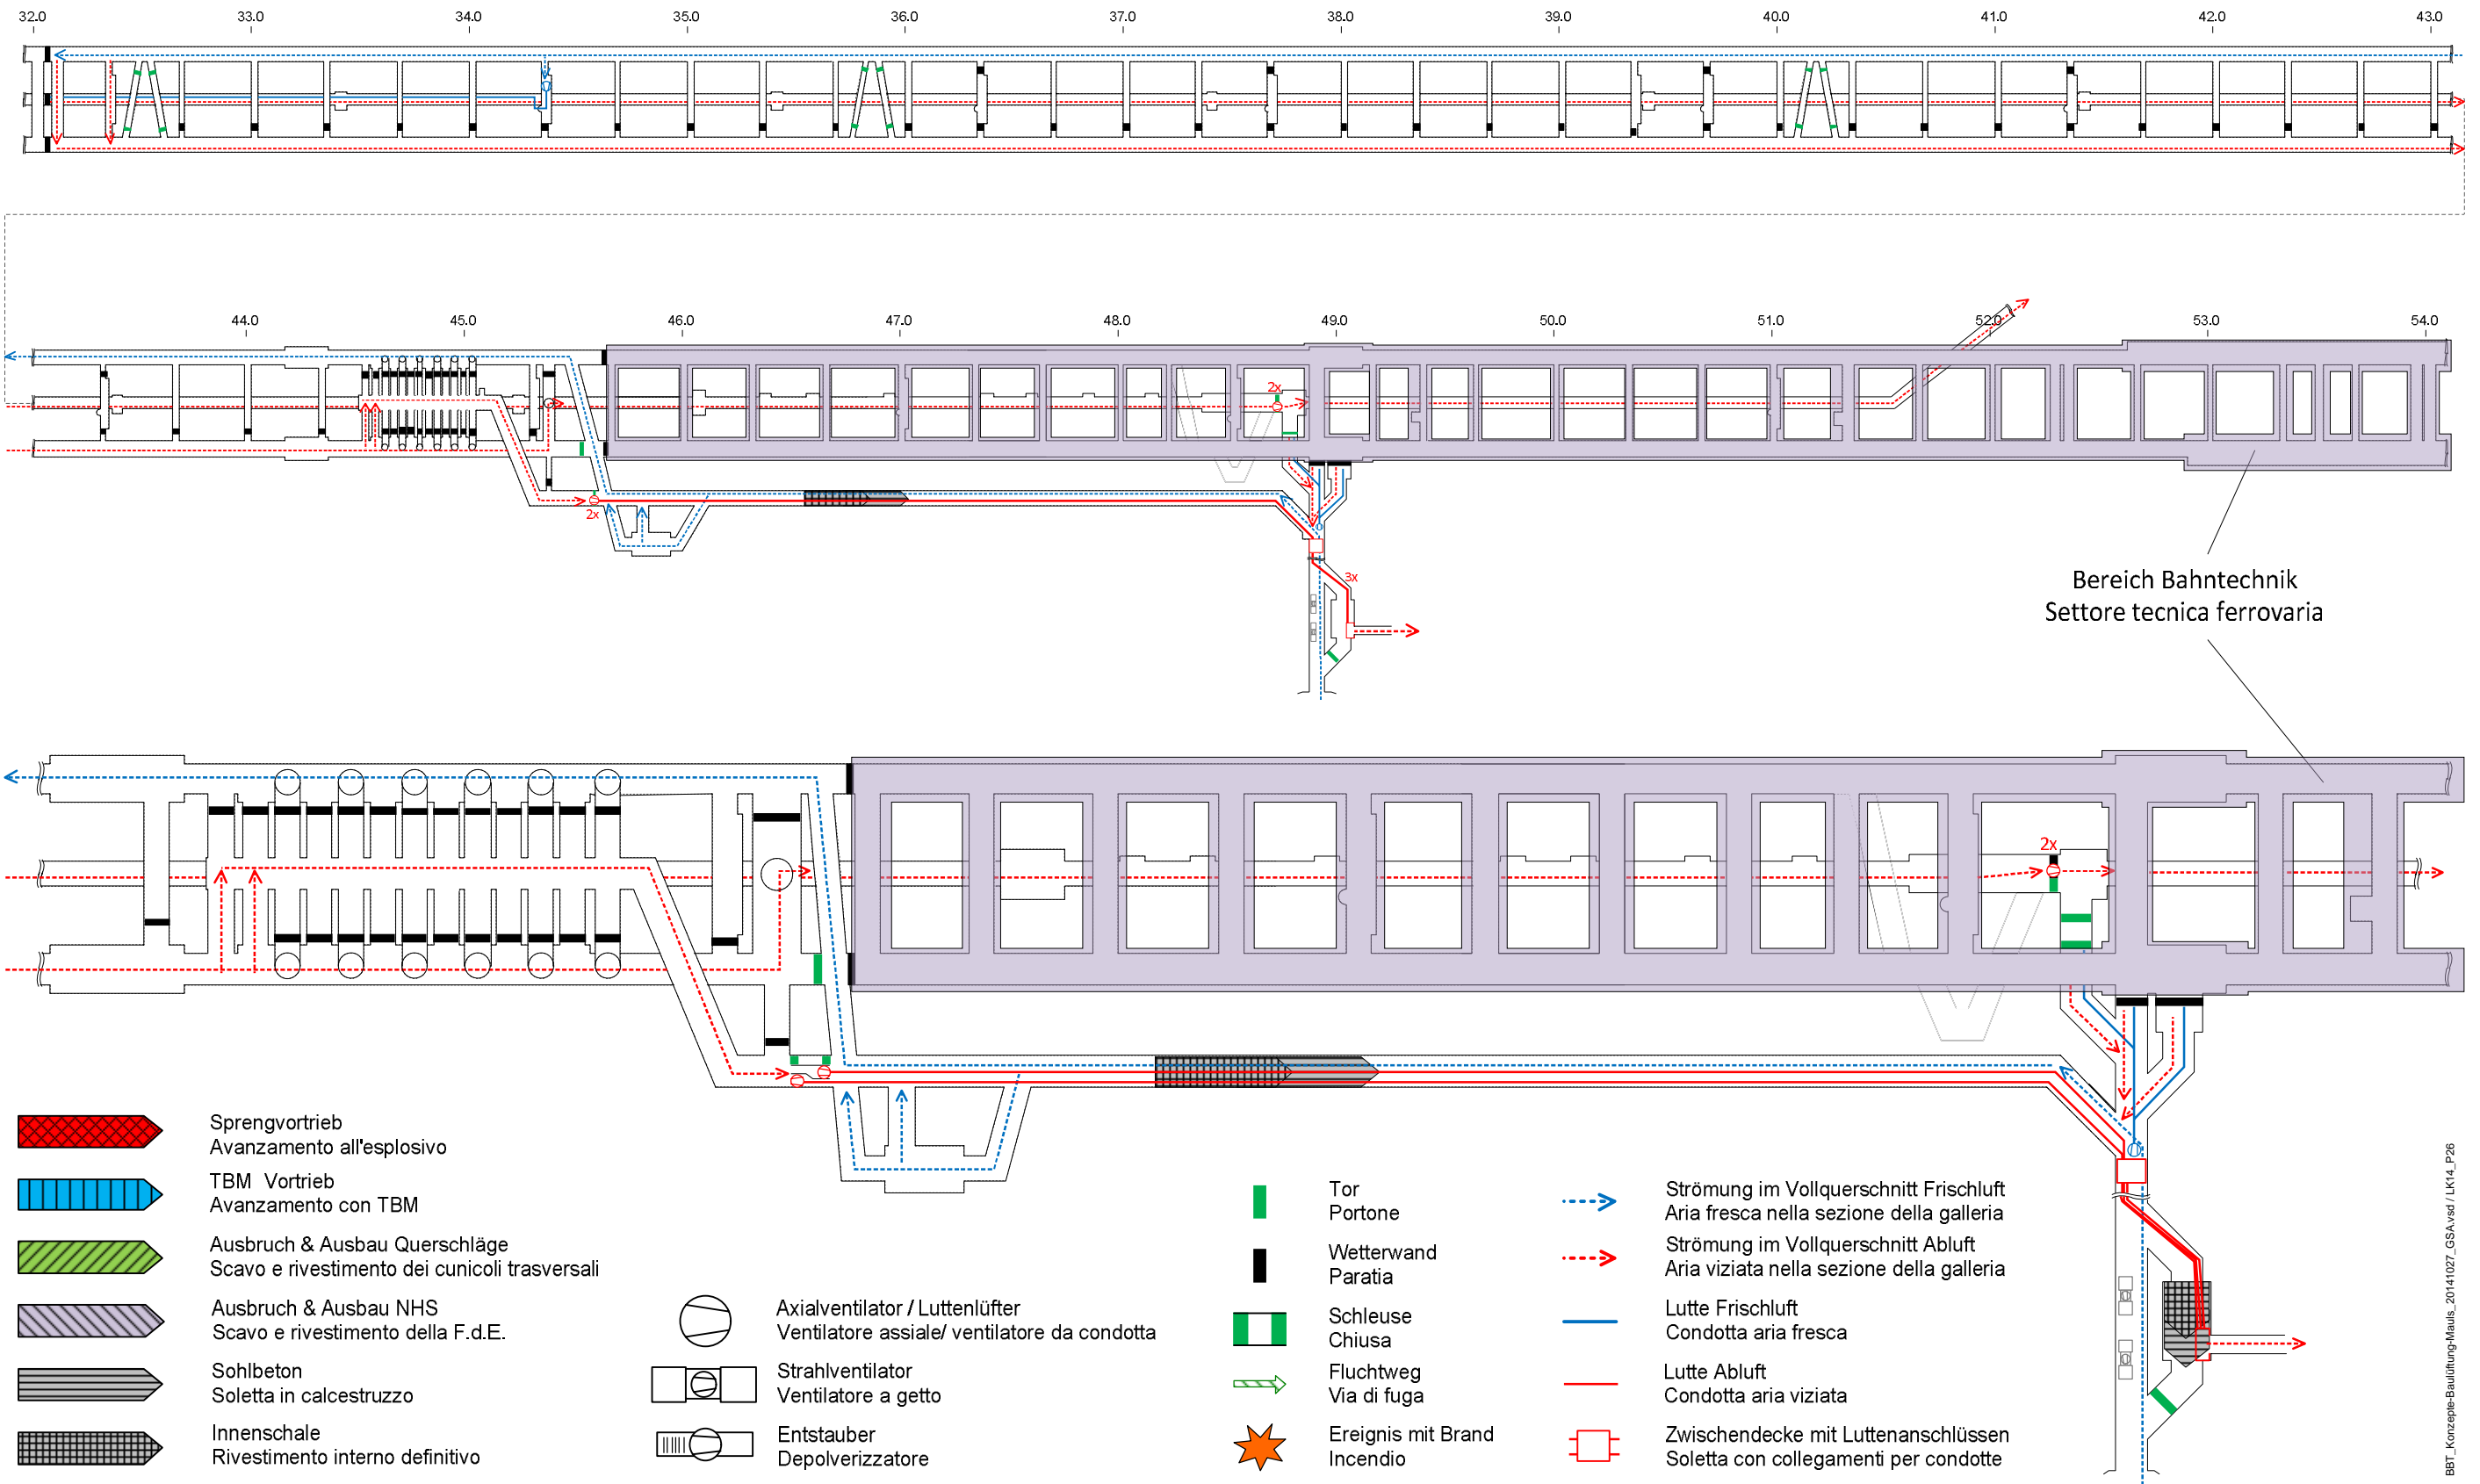 32.0 33.0 34.0 35.0 36.0 37.0 38.0 39.0 40.0 41.0 42.0 43.0
44.0 45.0 46.0 47.0 48.0 49.0 50.0 51.0 52.0 53.0 54.0
2x
2x
3x
Bereich Bahntechnik
Settore tecnica ferrovaria
2x
Sprengvortrieb
Avanzamento all'esplosivo
TBM Vortrieb
Avanzamento con TBM
Ausbruch & Ausbau Querschläge
Scavo e rivestimento dei cunicoli trasversali
Ausbruch & Ausbau NHS
Scavo e rivestimento della F.d.E.
Sohlbeton
Soletta in calcestruzzo
Innenschale
Rivestimento interno definitivo
Axialventilator / Luttenlüfter
Ventilatore assiale/ ventilatore da condotta
Strahlventilator
Ventilatore a getto
Entstauber
Depolverizzatore
Tor
Portone
Wetterwand
Paratia
Schleuse
Chiusa
Fluchtweg
Via di fuga
Ereignis mit Brand
Incendio
Strömung im Vollquerschnitt Frischluft
Aria fresca nella sezione della galleria
Strömung im Vollquerschnitt Abluft
Aria viziata nella sezione della galleria
Lutte Frischluft
Condotta aria fresca
Lutte Abluft
Condotta aria viziata
Zwischendecke mit Luttenanschlüssen
Soletta con collegamenti per condotte
BBT_Konzepte-Baulüftung-Mauls_20141027_GSA.vsd / LK14_P26